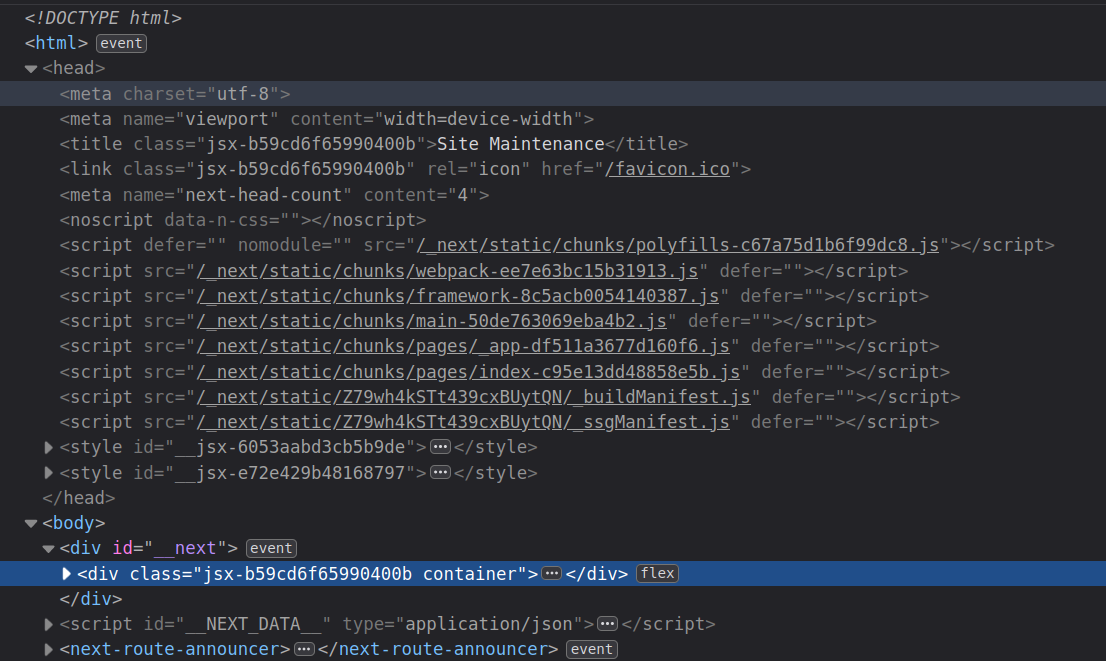 <!DOCTYPE html>
<html> event
<head>
<meta charset="utf-8">
<meta name="viewport" content="width=device-width">
<title class="jsx-b59cd6f65990400b">Site Maintenance</title>
<link class="jsx-b59cd6f65990400b" rel="icon" href="/favicon.ico">
<meta name="next-head-count" content="4">
<noscript data-n-css=""></noscript>
<script defer="" nomodule="" src="/_next/static/chunks/polyfills-c67a75d1b6f99dc8.js"></script>
<script src="/_next/static/chunks/webpack-ee7e63bc15b31913.js" defer=""></script>
<script src="/_next/static/chunks/framework-8c5acb0054140387.js" defer=""></script>
<script src="/_next/static/chunks/main-50de763069eba4b2.js" defer=""></script>
<script src="/_next/static/chunks/pages/_app-df511a3677d160f6.js" defer=""></script>
<script src="/_next/static/chunks/pages/index-c95e13dd48858e5b.js" defer=""></script>
<script src="/_next/static/Z79wh4kSTt439cxBUytQN/_buildManifest.js" defer=""></script>
<script src="/_next/static/Z79wh4kSTt439cxBUytQN/_ssgManifest.js" defer=""></script>
<style id="__jsx-6053aabd3cb5b9de">…</style>
<style id="__jsx-e72e429b48168797">…</style>
</head>
<body>
<div id="__next"> event
<div class="jsx-b59cd6f65990400b container">…</div> flex
</div>
<script id="__NEXT_DATA__" type="application/json">…</script>
<next-route-announcer>…</next-route-announcer> event